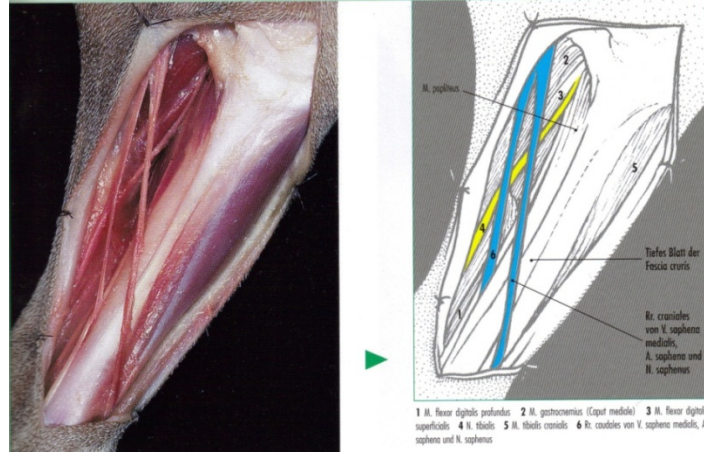 2
M. popliteus
3
5
4
Tiefes Blatt der
Fascia cruris
6
Rr. craniales
von V. saphena
medialis,
A. saphena und
N. saphenus
1
1 M. flexor digitalis profundus 2 M. gastrocnemius (Caput mediale) 3 M. flexor digital
superficialis 4 N. tibialis 5 M. tibialis cranialis 6 Rr. caudales von V. saphena medialis, A
saphena und N. saphenus